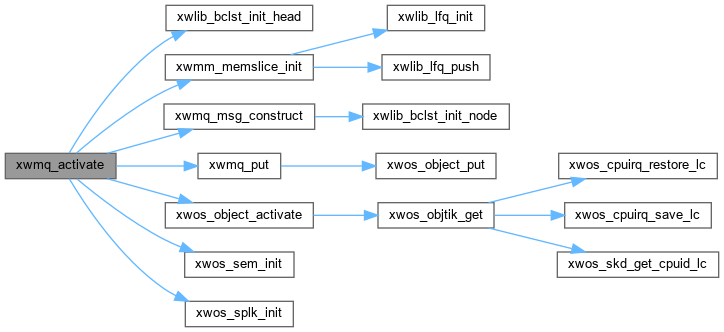 xwmq_activate
xwlib_bclst_init_head
xwmm_memslice_init
xwlib_lfq_init
xwlib_lfq_push
xwmq_msg_construct
xwlib_bclst_init_node
xwmq_put
xwos_object_put
xwos_object_activate
xwos_objtik_get
xwos_cpuirq_restore_lc
xwos_cpuirq_save_lc
xwos_skd_get_cpuid_lc
xwos_sem_init
xwos_splk_init